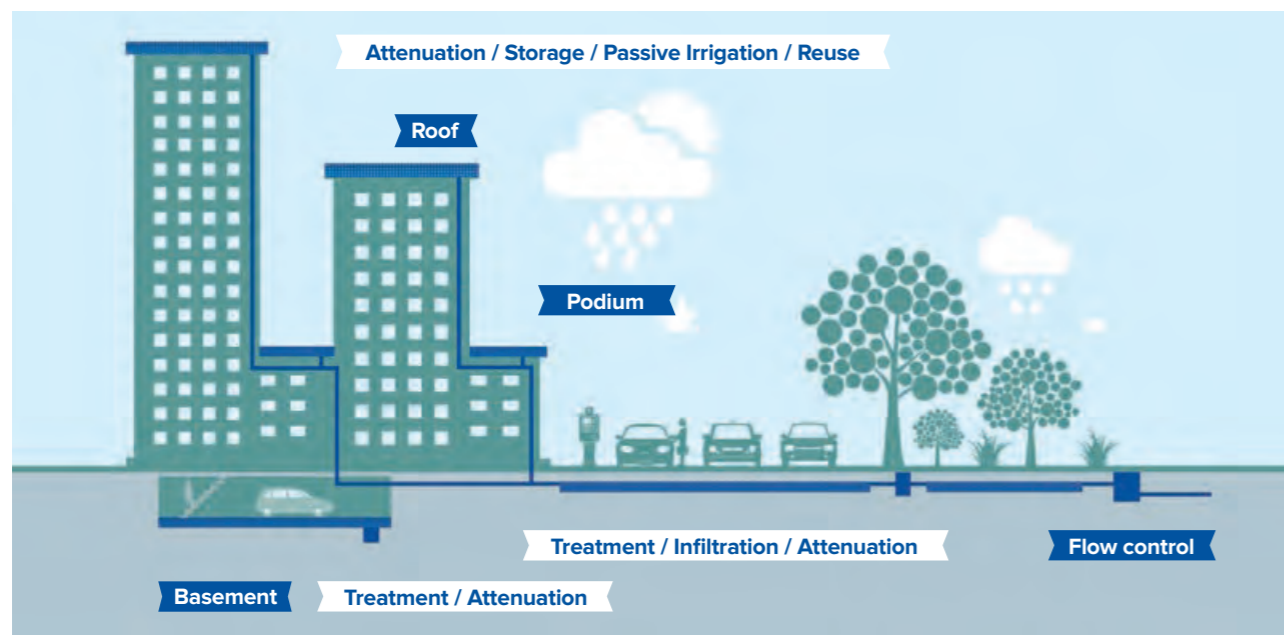 Attenuation / Storage / Passive Irrigation / Reuse
Roof
Podium
Treatment / Infiltration / Attenuation
Flow control
Basement
Treatment / Attenuation